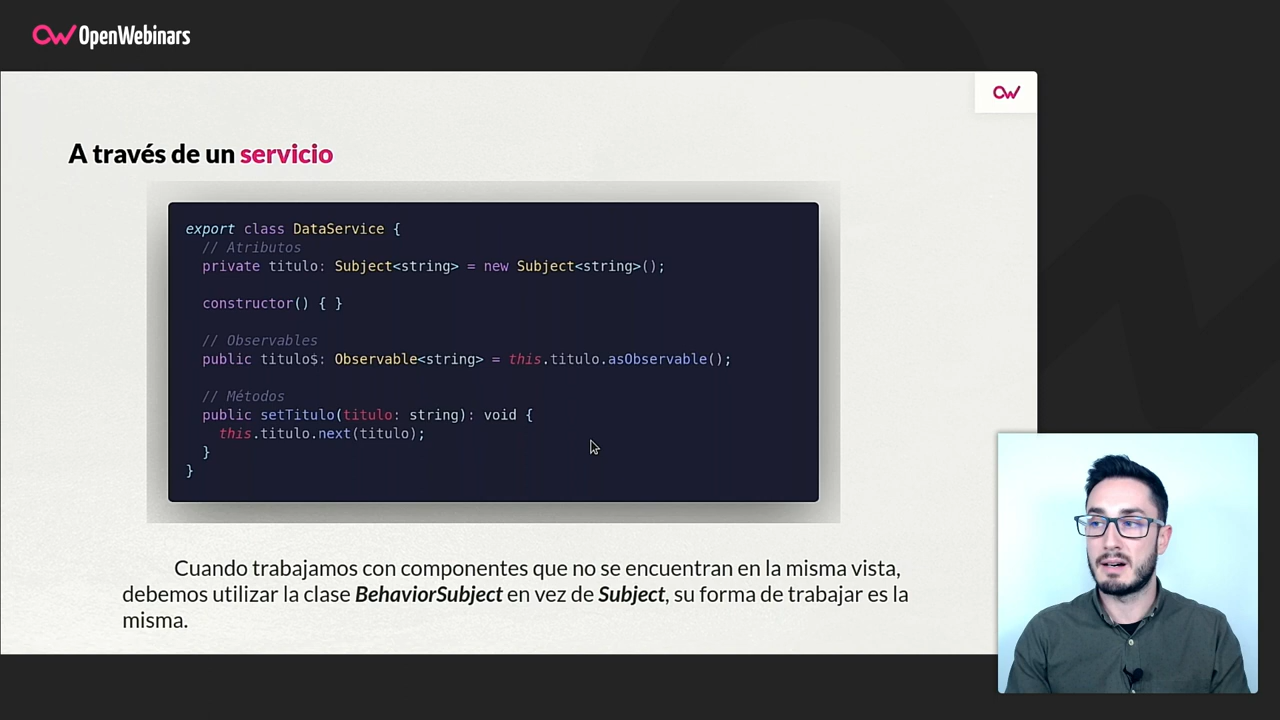 OpenWebinars
A través de un servicio
export class DataService {
// Atributos
private titulo: Subject<string> = new Subject<string>();
constructor() { }
// Observables
public titulo$: Observable<string> = this.titulo.asObservable();
// Métodos
public setTitulo(titulo: string): void {
this.titulo.next(titulo);
}
}
Cuando trabajamos con componentes que no se encuentran en la misma vista,
debemos utilizar la clase BehaviorSubject en vez de Subject, su forma de trabajar es la
misma.